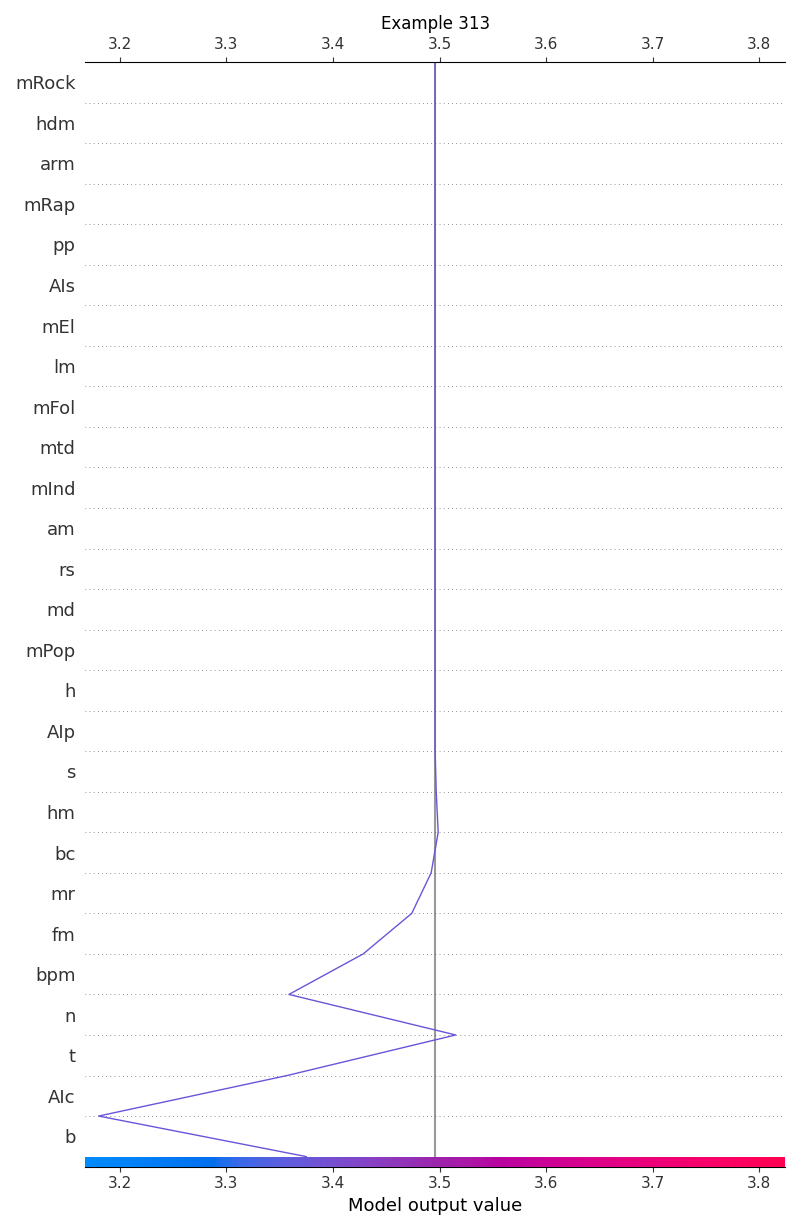 Example 313
3.2 3.3 3.4 3.5 3.6 3.7 3.8
mRock
hdm
arm
mRap
pp
AIs
mEl
lm
mFol
mtd
mInd
am
rs
md
mPop
h
AIp
s
hm
bc
mr
fm
bpm
n
t
AIc
b
3.2 3.3 3.4 3.5 3.6 3.7 3.8
Model output value